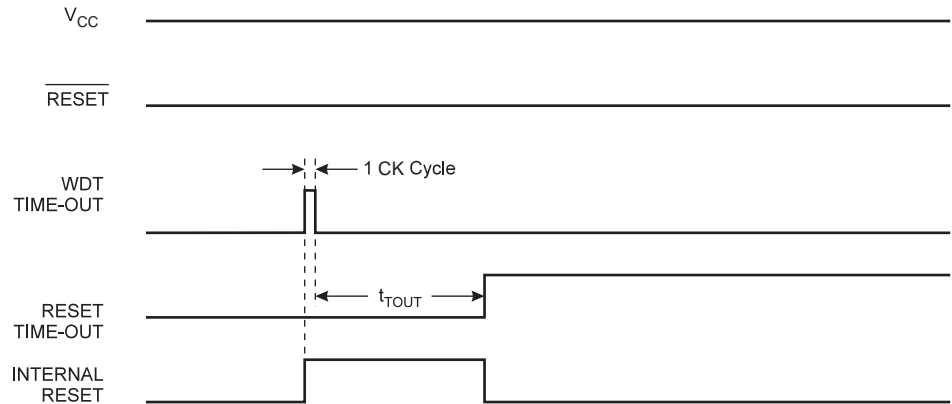 VCC
RESET
1 CK Cycle
WDT
TIME-OUT
tTOUT
RESET
TIME-OUT
INTERNAL
RESET